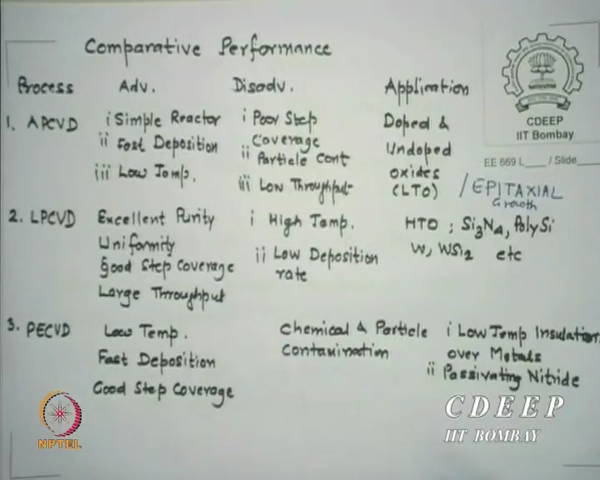 Comparative Performance
Process Adv. Disadv. Application
1. APCVD
i Simple Reactor
ii Fast Deposition
iii Low Temp.
i Poor Step
Coverage
ii Particle Cont
iii Low Throughput
Doped &
Undoped
oxides
(LTO)
/EPITAXIAL
Growth
2. LPCVD
Excellent Purity
Uniformity
Good Step Coverage
Large Throughput
i High Temp.
ii Low Deposition
rate
HTO ; Si3N4, PolySi
W, WSi2 etc
3. PECVD
Low Temp.
Fast Deposition
Good Step Coverage
Chemical & Particle
Contamination
i Low Temp Insulation
over Metals
ii Passivating Nitride
CDEEP
IIT Bombay
EE 669 L___ / Slide___
NPTEL
CDEEP
IIT BOMBAY